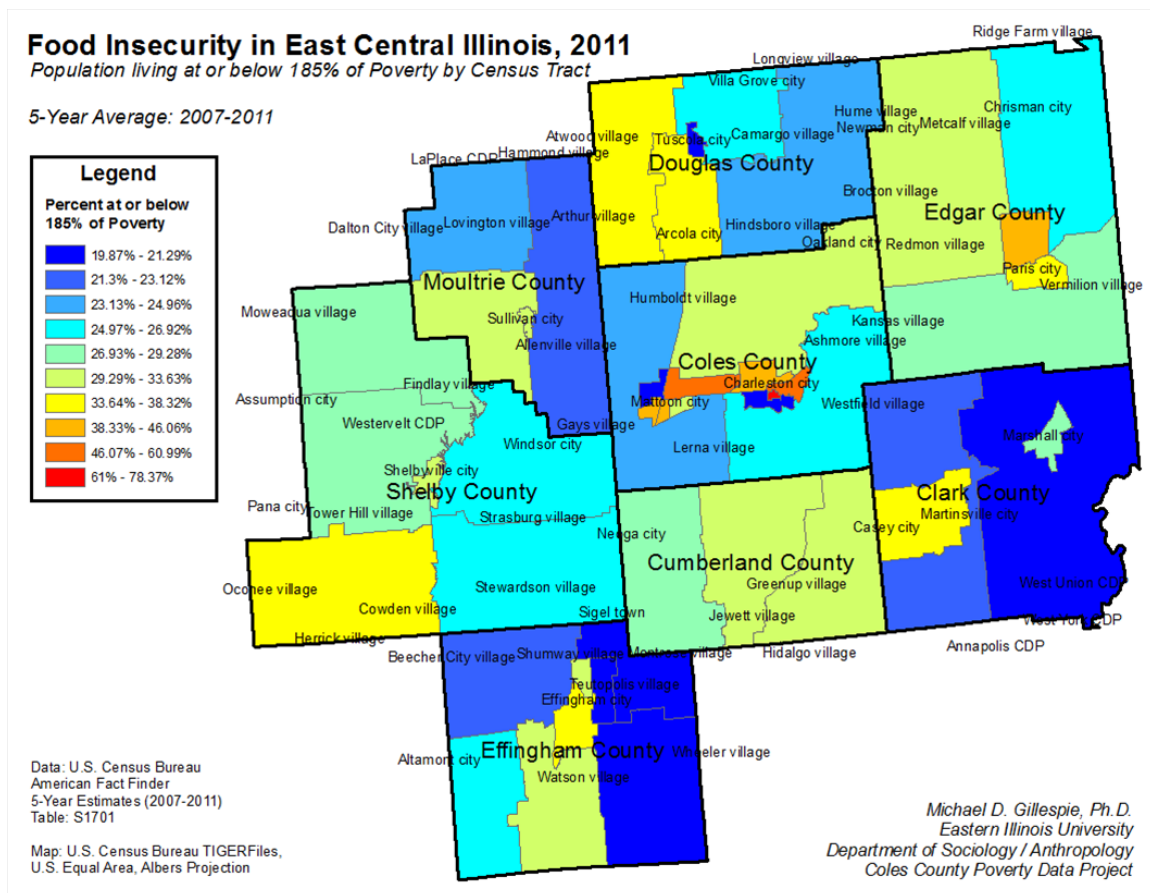 Food Insecurity in East Central Illinois, 2011
Population living at or below 185% of Poverty by Census Tract
5-Year Average: 2007-2011
Legend
Percent at or below
185% of Poverty
19.87% - 21.29%
21.3% - 23.12%
23.13% - 24.96%
24.97% - 26.92%
26.93% - 29.28%
29.29% - 33.63%
33.64% - 38.32%
38.33% - 46.06%
46.07% - 60.99%
61% - 78.37%
Ridge Farm village
Longview village
Villa Grove city
Chrisman city
Hume village
Metcalf village
Newman city
Atwood village
Tuscola city
Camargo village
Hammond village
LaPlace CDP
Douglas County
Brocton village
Edgar County
Lovington village
Arthur village
Dalton City village
Arcola city
Hindsboro village
Oakland city
Redmon village
Paris city
Vermilion village
Moultrie County
Humboldt village
Moweaqua village
Sullivan city
Kansas village
Allenville village
Ashmore village
Coles County
Findlay village
Charleston city
Assumption city
Mattoon city
Westfield village
Westervelt CDP
Gays village
Marshall city
Windsor city
Lerna village
Shelbyville city
Shelby County
Clark County
Pana city
Tower Hill village
Strasburg village
Martinsville city
Casey city
Neoga city
Cumberland County
Oconee village
Stewardson village
Greenup village
West Union CDP
Cowden village
Sigel town
Jewett village
West York CDP
Herrick village
Annapolis CDP
Beecher City village
Shumway village
Montrose village
Hidalgo village
Teutopolis village
Effingham city
Effingham County
Altamont city
Wheeler village
Watson village
Data: U.S. Census Bureau
American Fact Finder
5-Year Estimates (2007-2011)
Table: S1701
Map: U.S. Census Bureau TIGERFiles,
U.S. Equal Area, Albers Projection
Michael D. Gillespie, Ph.D.
Eastern Illinois University
Department of Sociology / Anthropology
Coles County Poverty Data Project